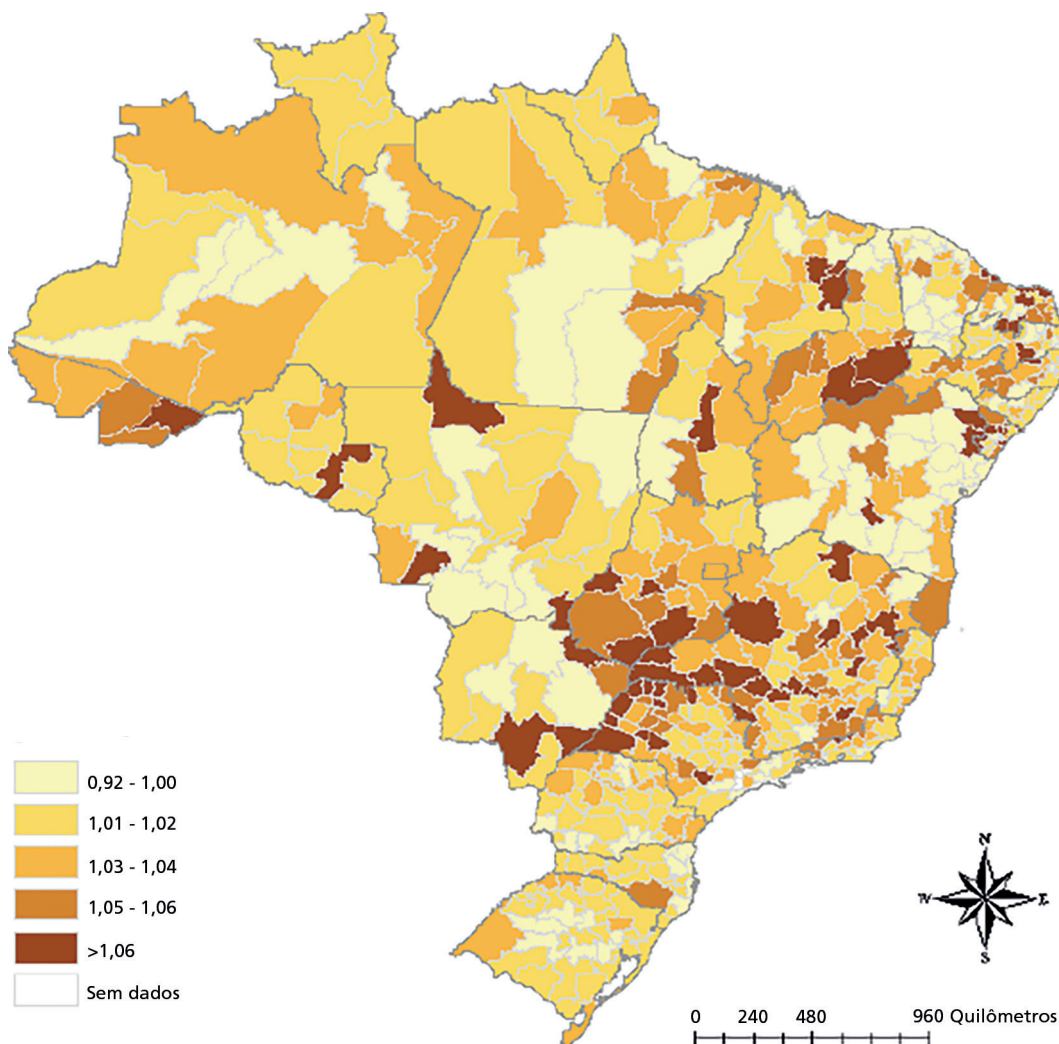 0,92 - 1,00
1,01 - 1,02
1,03 - 1,04
1,05 - 1,06
>1,06
Sem dados
N
W
E
S
0 240 480 960 Quilômetros